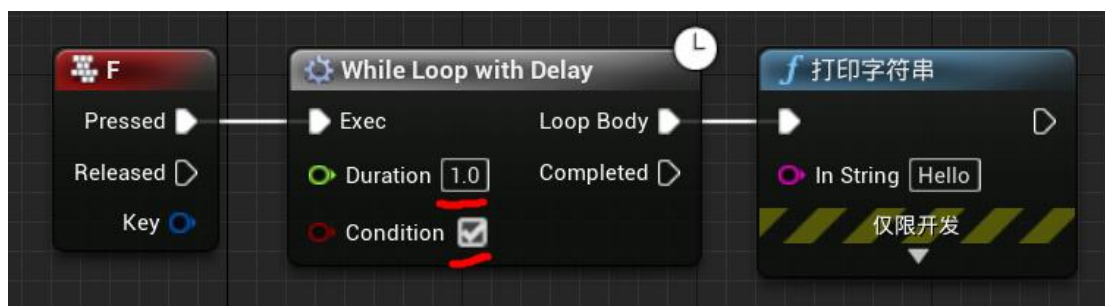 F
Pressed
Released
Key
While Loop with Delay
Exec Loop Body
Duration 1.0 Completed
Condition
f 打印字符串
In String Hello
仅限开发